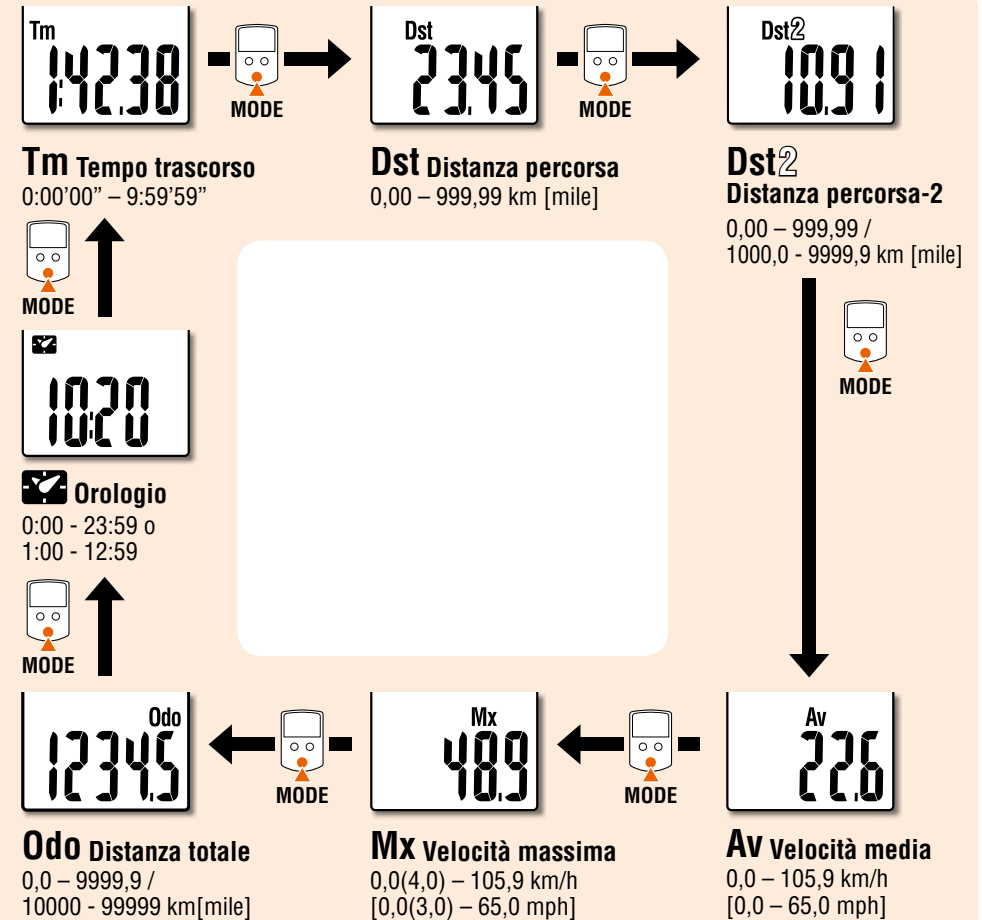 Tm
1:42.38
MODE
Dst
23.45
MODE
Dst2
10.91
Tm Tempo trascorso
0:00’00” – 9:59’59”
Dst Distanza percorsa
0,00 – 999,99 km [mile]
Dst2
Distanza percorsa-2
0,00 – 999,99 /
1000,0 - 9999,9 km [mile]
MODE
MODE
10:20
Orologio
0:00 - 23:59 o
1:00 - 12:59
MODE
Odo
1234.5
MODE
Mx
48.9
MODE
Av
22.6
Odo Distanza totale
0,0 – 9999,9 /
10000 - 99999 km[mile]
Mx Velocità massima
0,0(4,0) – 105,9 km/h
[0,0(3,0) – 65,0 mph]
Av Velocità media
0,0 – 105,9 km/h
[0,0 – 65,0 mph]